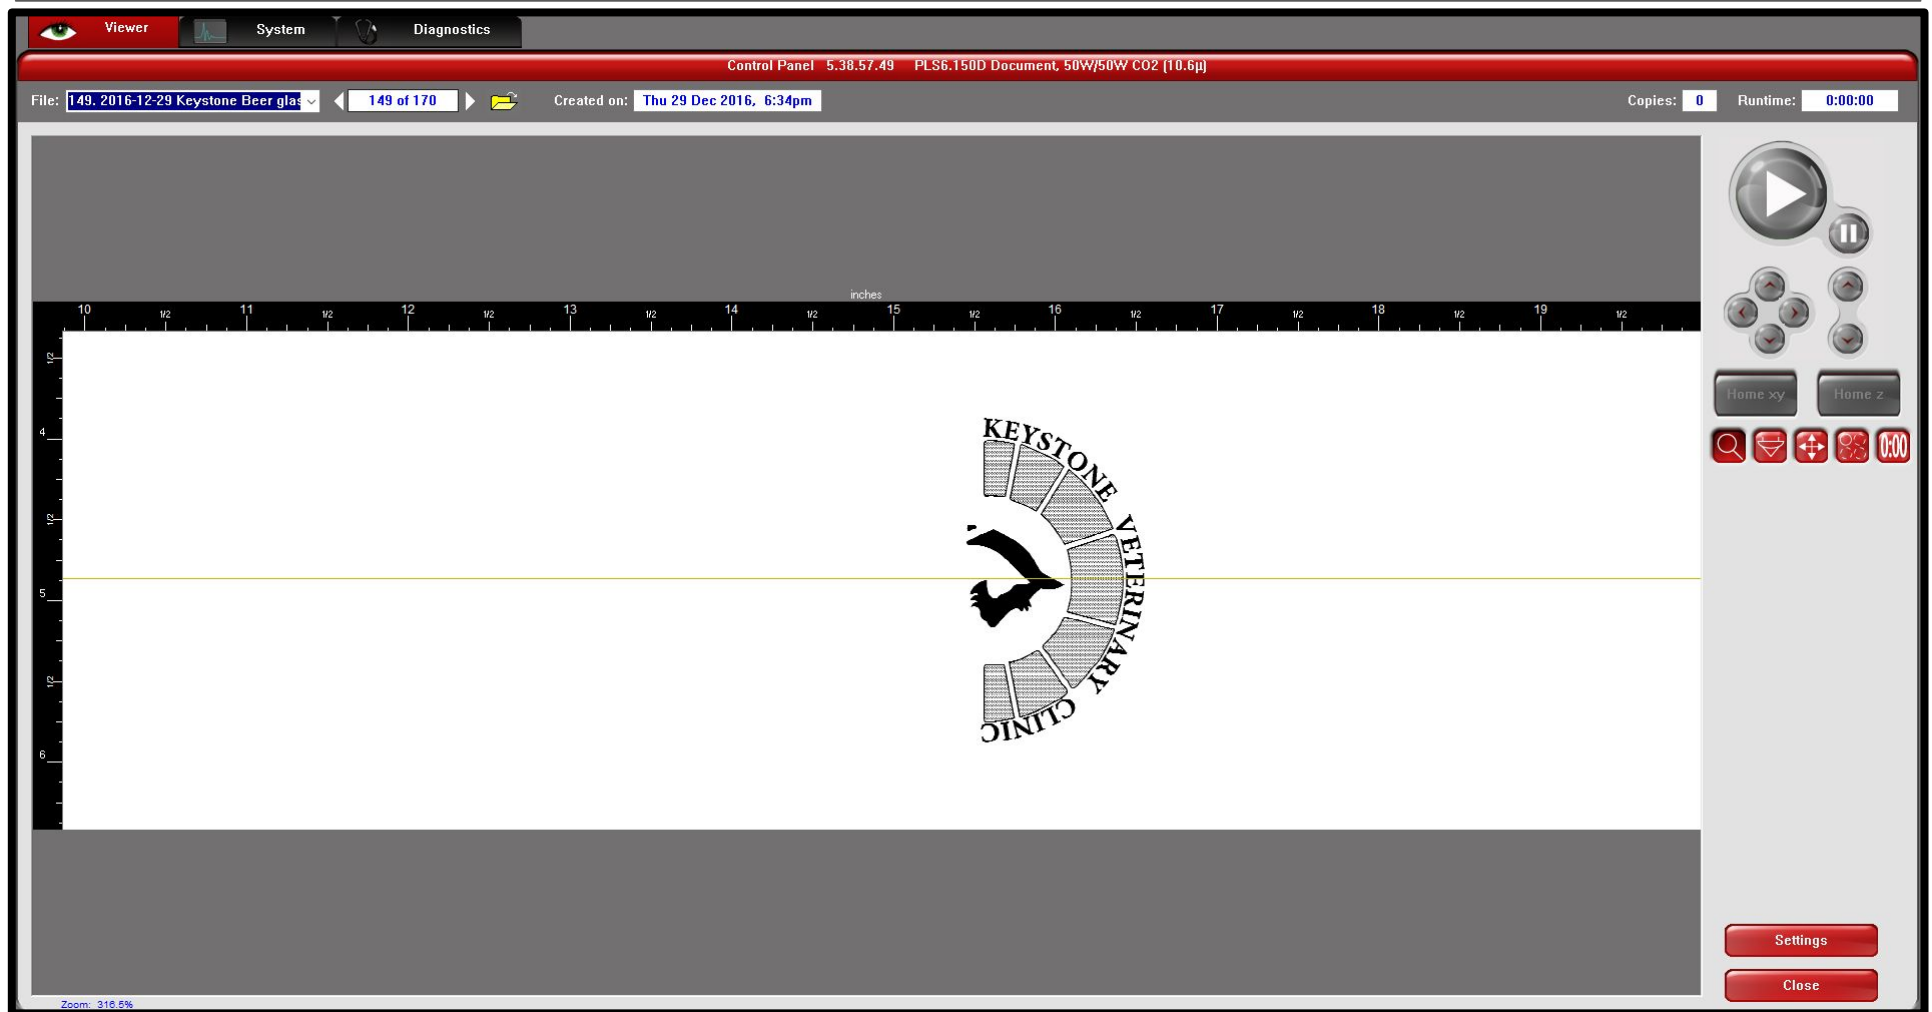 Viewer System Diagnostics
Control Panel 5.38.57.49 PLS6.150D Document, 50W/50W CO2 (10.6µ)
File: 149. 2016-12-29 Keystone Beer glas 149 of 170 Created on: Thu 29 Dec 2016, 6:34pm Copies: 0 Runtime: 0:00:00
inches
10 1/2 11 1/2 12 1/2 13 1/2 14 1/2 15 1/2 16 1/2 17 1/2 18 1/2 19 1/2
1/2
4
1/2
5
1/2
6
KEYSTONE VETERINARY CLINIC
Home xy Home z
0:00
Settings
Close
Zoom: 316.5%